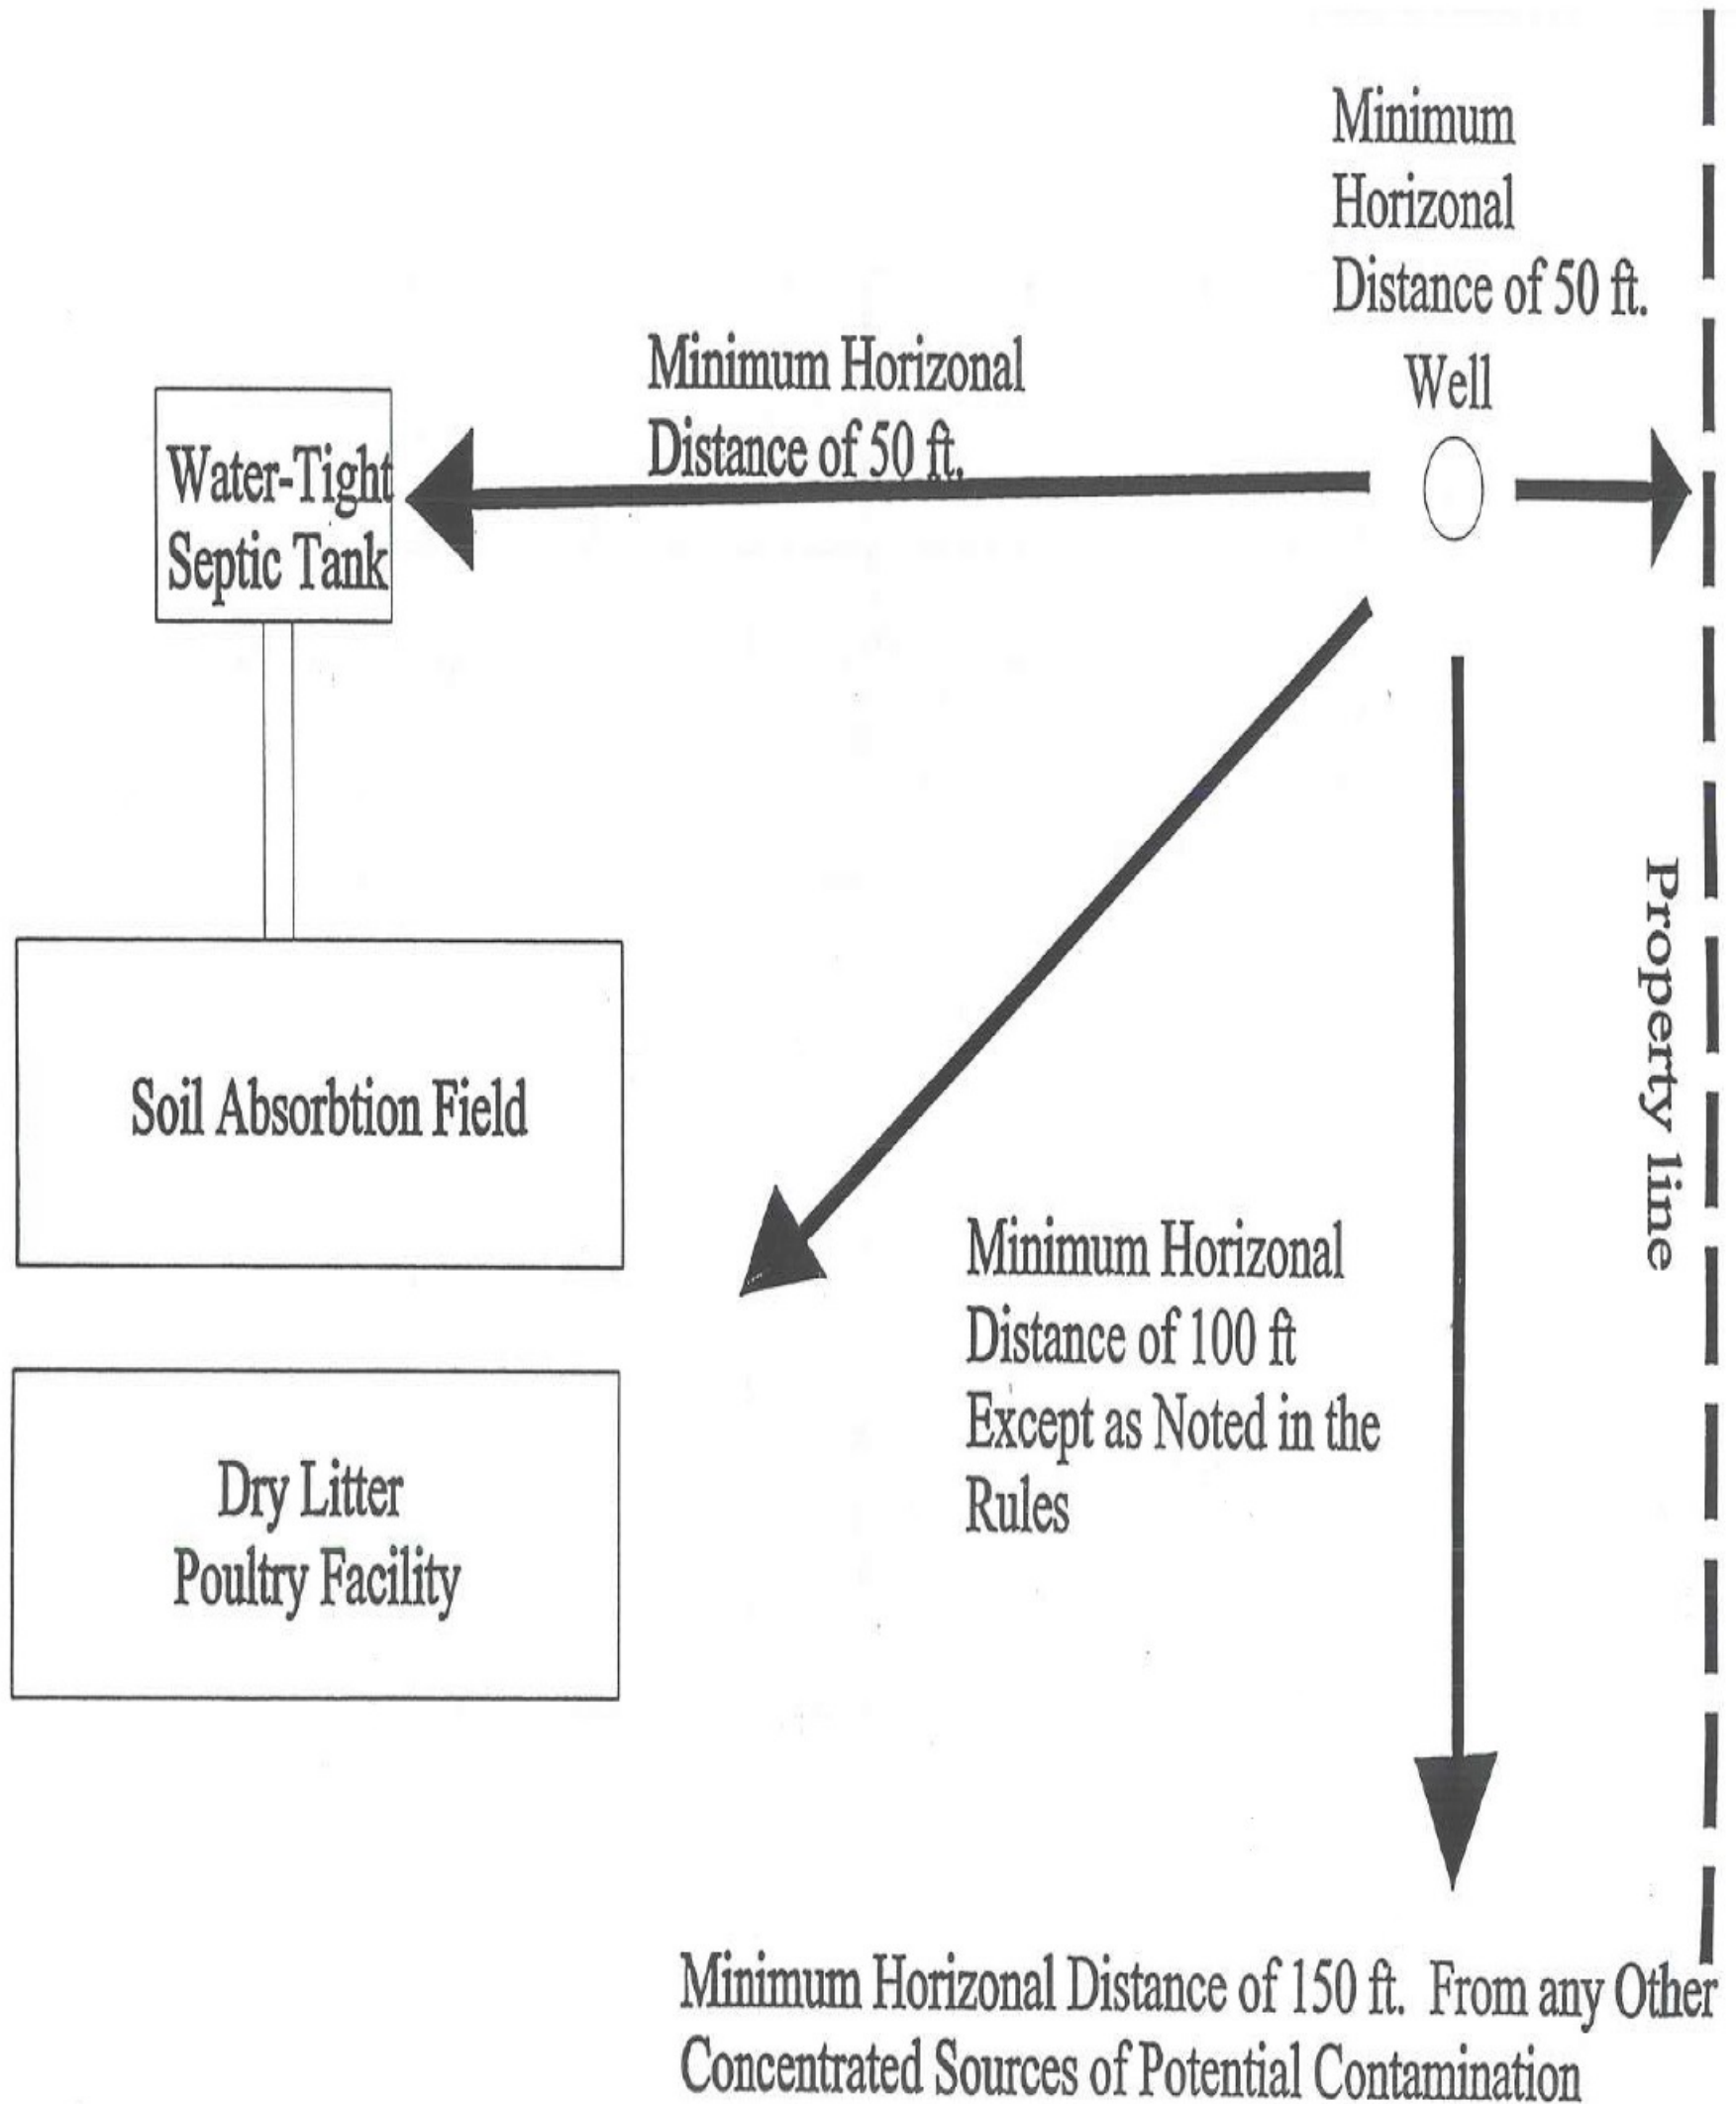 Minimum
Horizonal
Distance of 50 ft.
Well
Minimum Horizonal
Distance of 50 ft.
Water-Tight
Septic Tank
Property line
Soil Absorbtion Field
Minimum Horizonal
Distance of 100 ft
Except as Noted in the
Rules
Dry Litter
Poultry Facility
Minimum Horizonal Distance of 150 ft. From any Other
Concentrated Sources of Potential Contamination